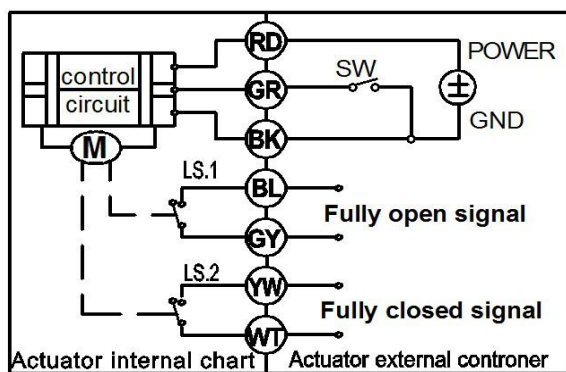 RD
POWER
control
circuit
GR
SW
±
GND
BK
M
LS.1
BL
Fully open signal
GY
LS.2
YW
Fully closed signal
WT
Actuator internal chart
Actuator external controner